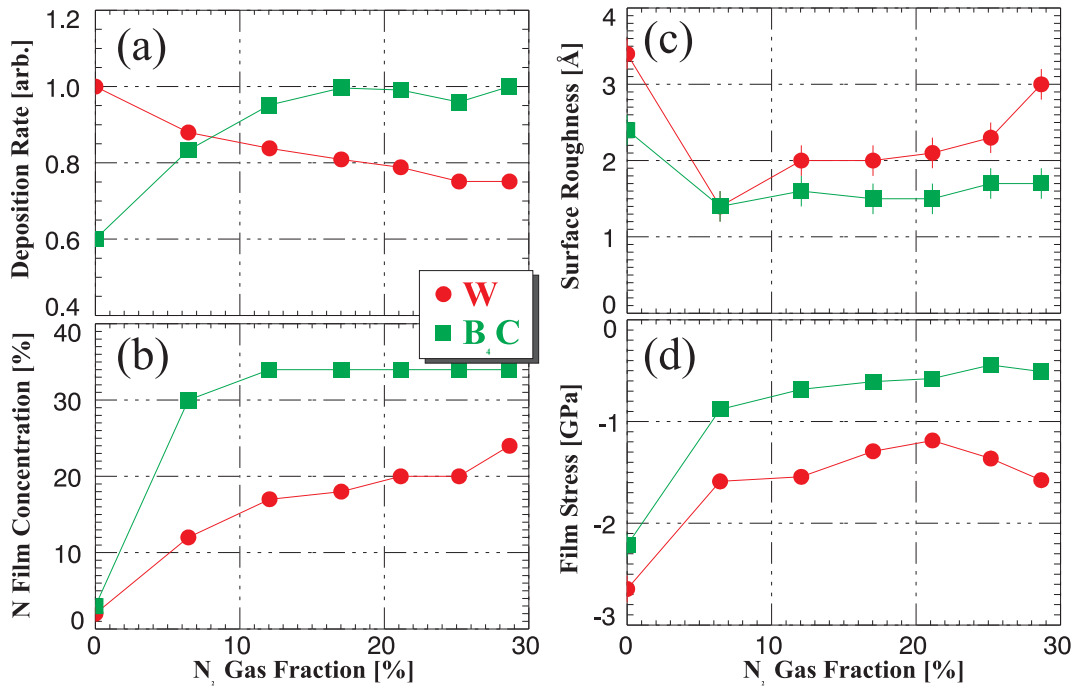 (a)
Deposition Rate [arb.]
1.2
1.0
0.8
0.6
0.4
(c)
Surface Roughness [Å]
4
3
2
1
0
W
B₄C
(b)
N Film Concentration [%]
40
30
20
10
0
0 10 20 30
N₂ Gas Fraction [%]
(d)
Film Stress [GPa]
0
-1
-2
-3
0 10 20 30
N₂ Gas Fraction [%]